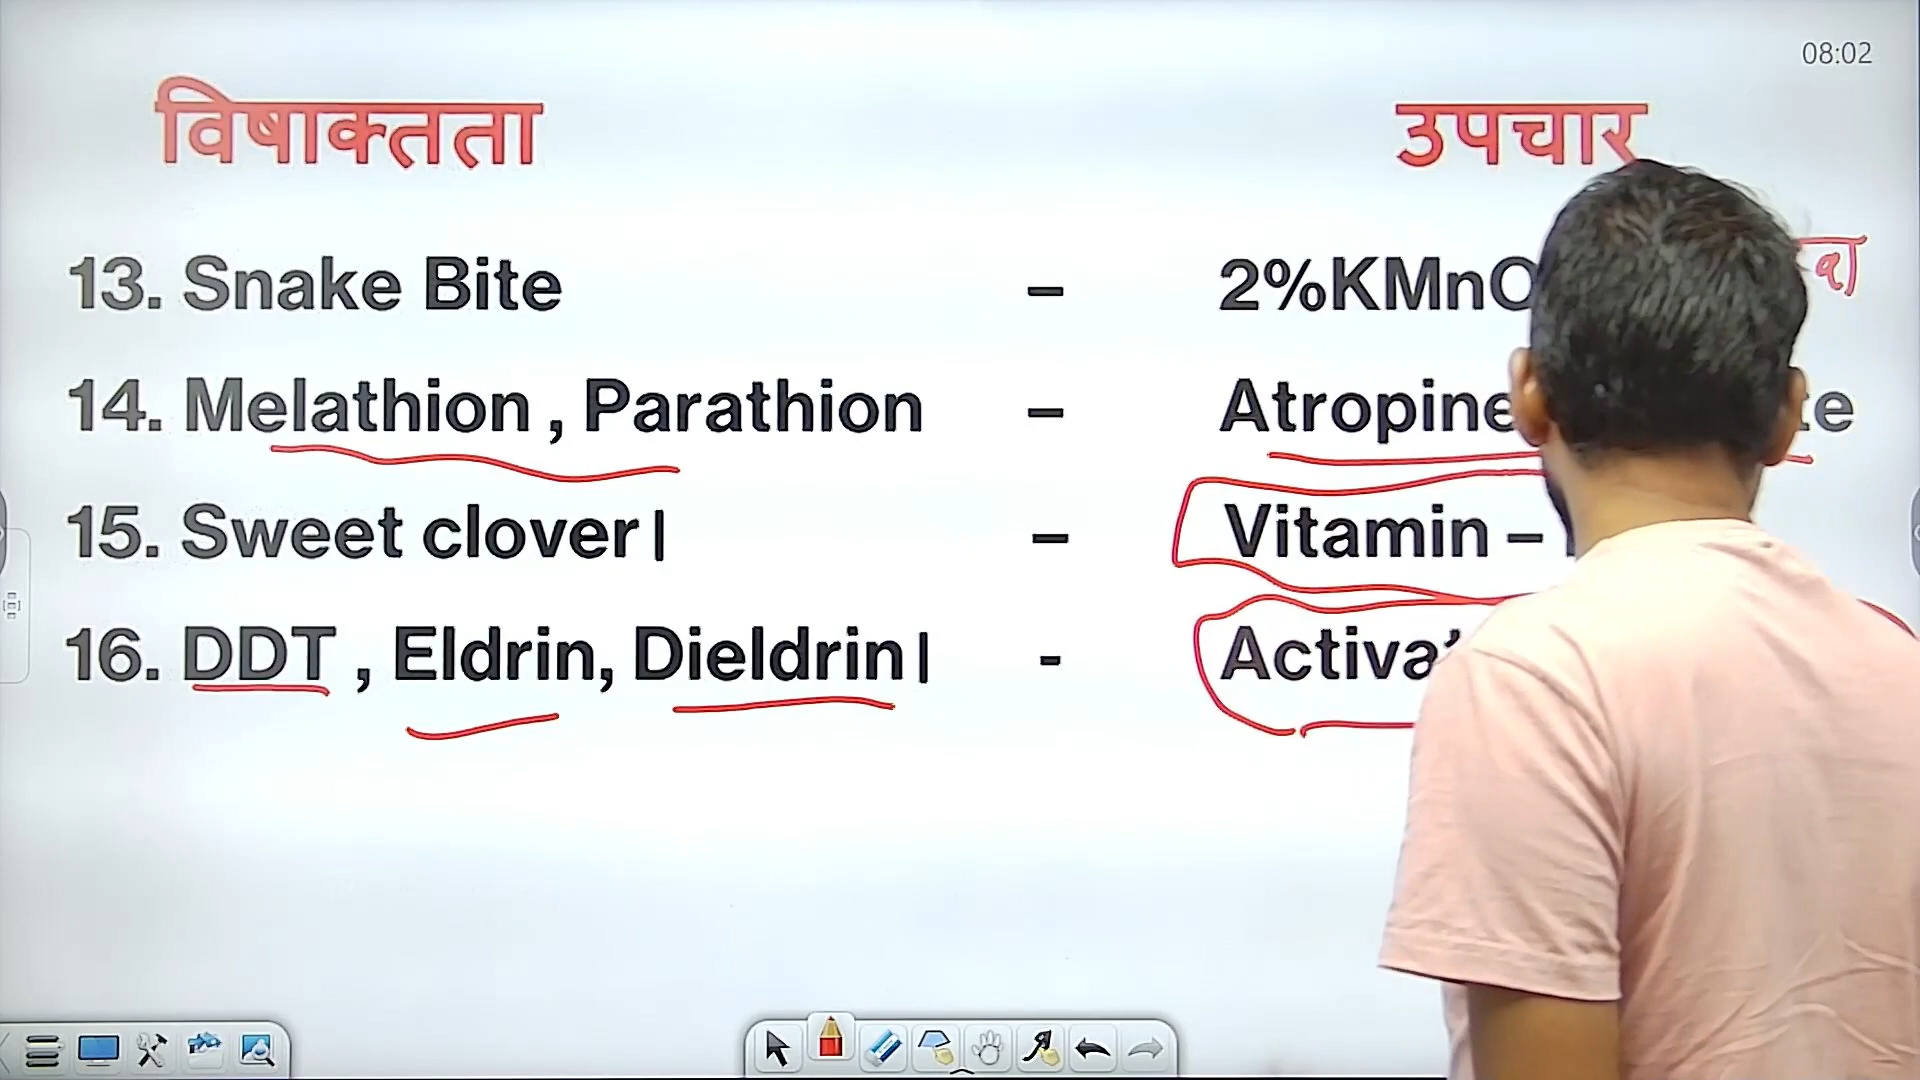 08:02
विषाक्तता उपचार
13. Snake Bite – 2%KMnO
14. Melathion , Parathion – Atropine
15. Sweet clover। – Vitamin –
16. DDT , Eldrin, Dieldrin। -